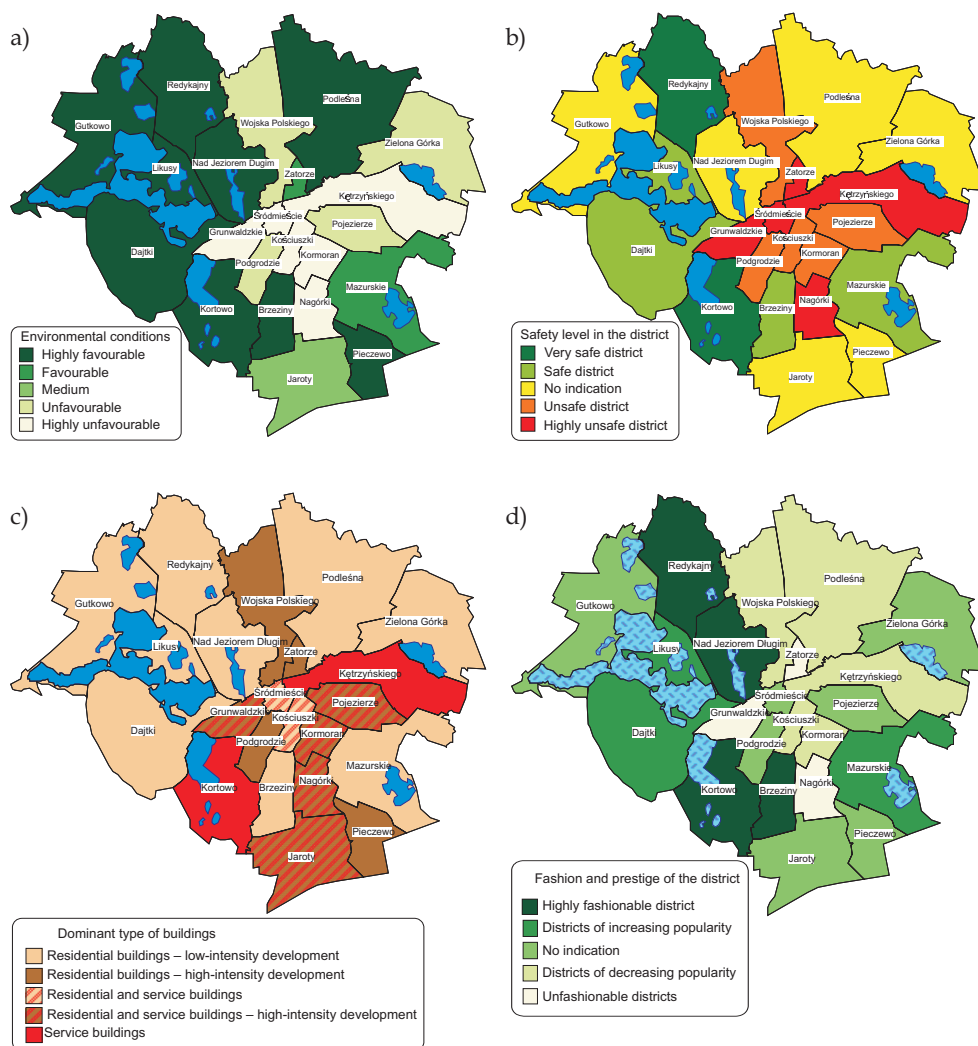 a)
Redykajny
Podleśna
Gutkowo
Wojska Polskiego
Zielona Górka
Likusy
Nad Jeziorem Dugim
Zatorze
Kętrzyńskiego
Śródmieście
Grunwaldzkie
Kościuszki
Pojezierze
Dajtki
Podgrodzie
Kormoran
Mazurskie
Kortowo
Brzeziny
Nagórki
Pieczewo
Jaroty
Environmental conditions
Highly favourable
Favourable
Medium
Unfavourable
Highly unfavourable
b)
Redykajny
Podleśna
Gutkowo
Wojska Polskiego
Zielona Górka
Likusy
Nad Jeziorem Dugim
Zatorze
Kętrzyńskiego
Śródmieście
Grunwaldzkie
Kościuszki
Pojezierze
Dajtki
Podgrodzie
Kormoran
Mazurskie
Kortowo
Brzeziny
Nagórki
Pieczewo
Jaroty
Safety level in the district
Very safe district
Safe district
No indication
Unsafe district
Highly unsafe district
c)
Redykajny
Podleśna
Gutkowo
Wojska Polskiego
Zielona Górka
Likusy
Nad Jeziorem Długim
Zatorze
Kętrzyńskiego
Śródmieście
Grunwaldzkie
Kościuszki
Pojezierze
Dajtki
Podgrodzie
Kormoran
Mazurskie
Kortowo
Brzeziny
Nagórki
Pieczewo
Jaroty
Dominant type of buildings
Residential buildings – low-intensity development
Residential buildings – high-intensity development
Residential and service buildings
Residential and service buildings – high-intensity development
Service buildings
d)
Redykajny
Podleśna
Gutkowo
Wojska Polskiego
Zielona Górka
Likusy
Nad Jeziorem Długim
Zatorze
Kętrzyńskiego
Śródmieście
Grunwaldzkie
Kościuszki
Pojezierze
Dajtki
Podgrodzie
Kormoran
Mazurskie
Kortowo
Brzeziny
Nagórki
Pieczewo
Jaroty
Fashion and prestige of the district
Highly fashionable district
Districts of increasing popularity
No indication
Districts of decreasing popularity
Unfashionable districts